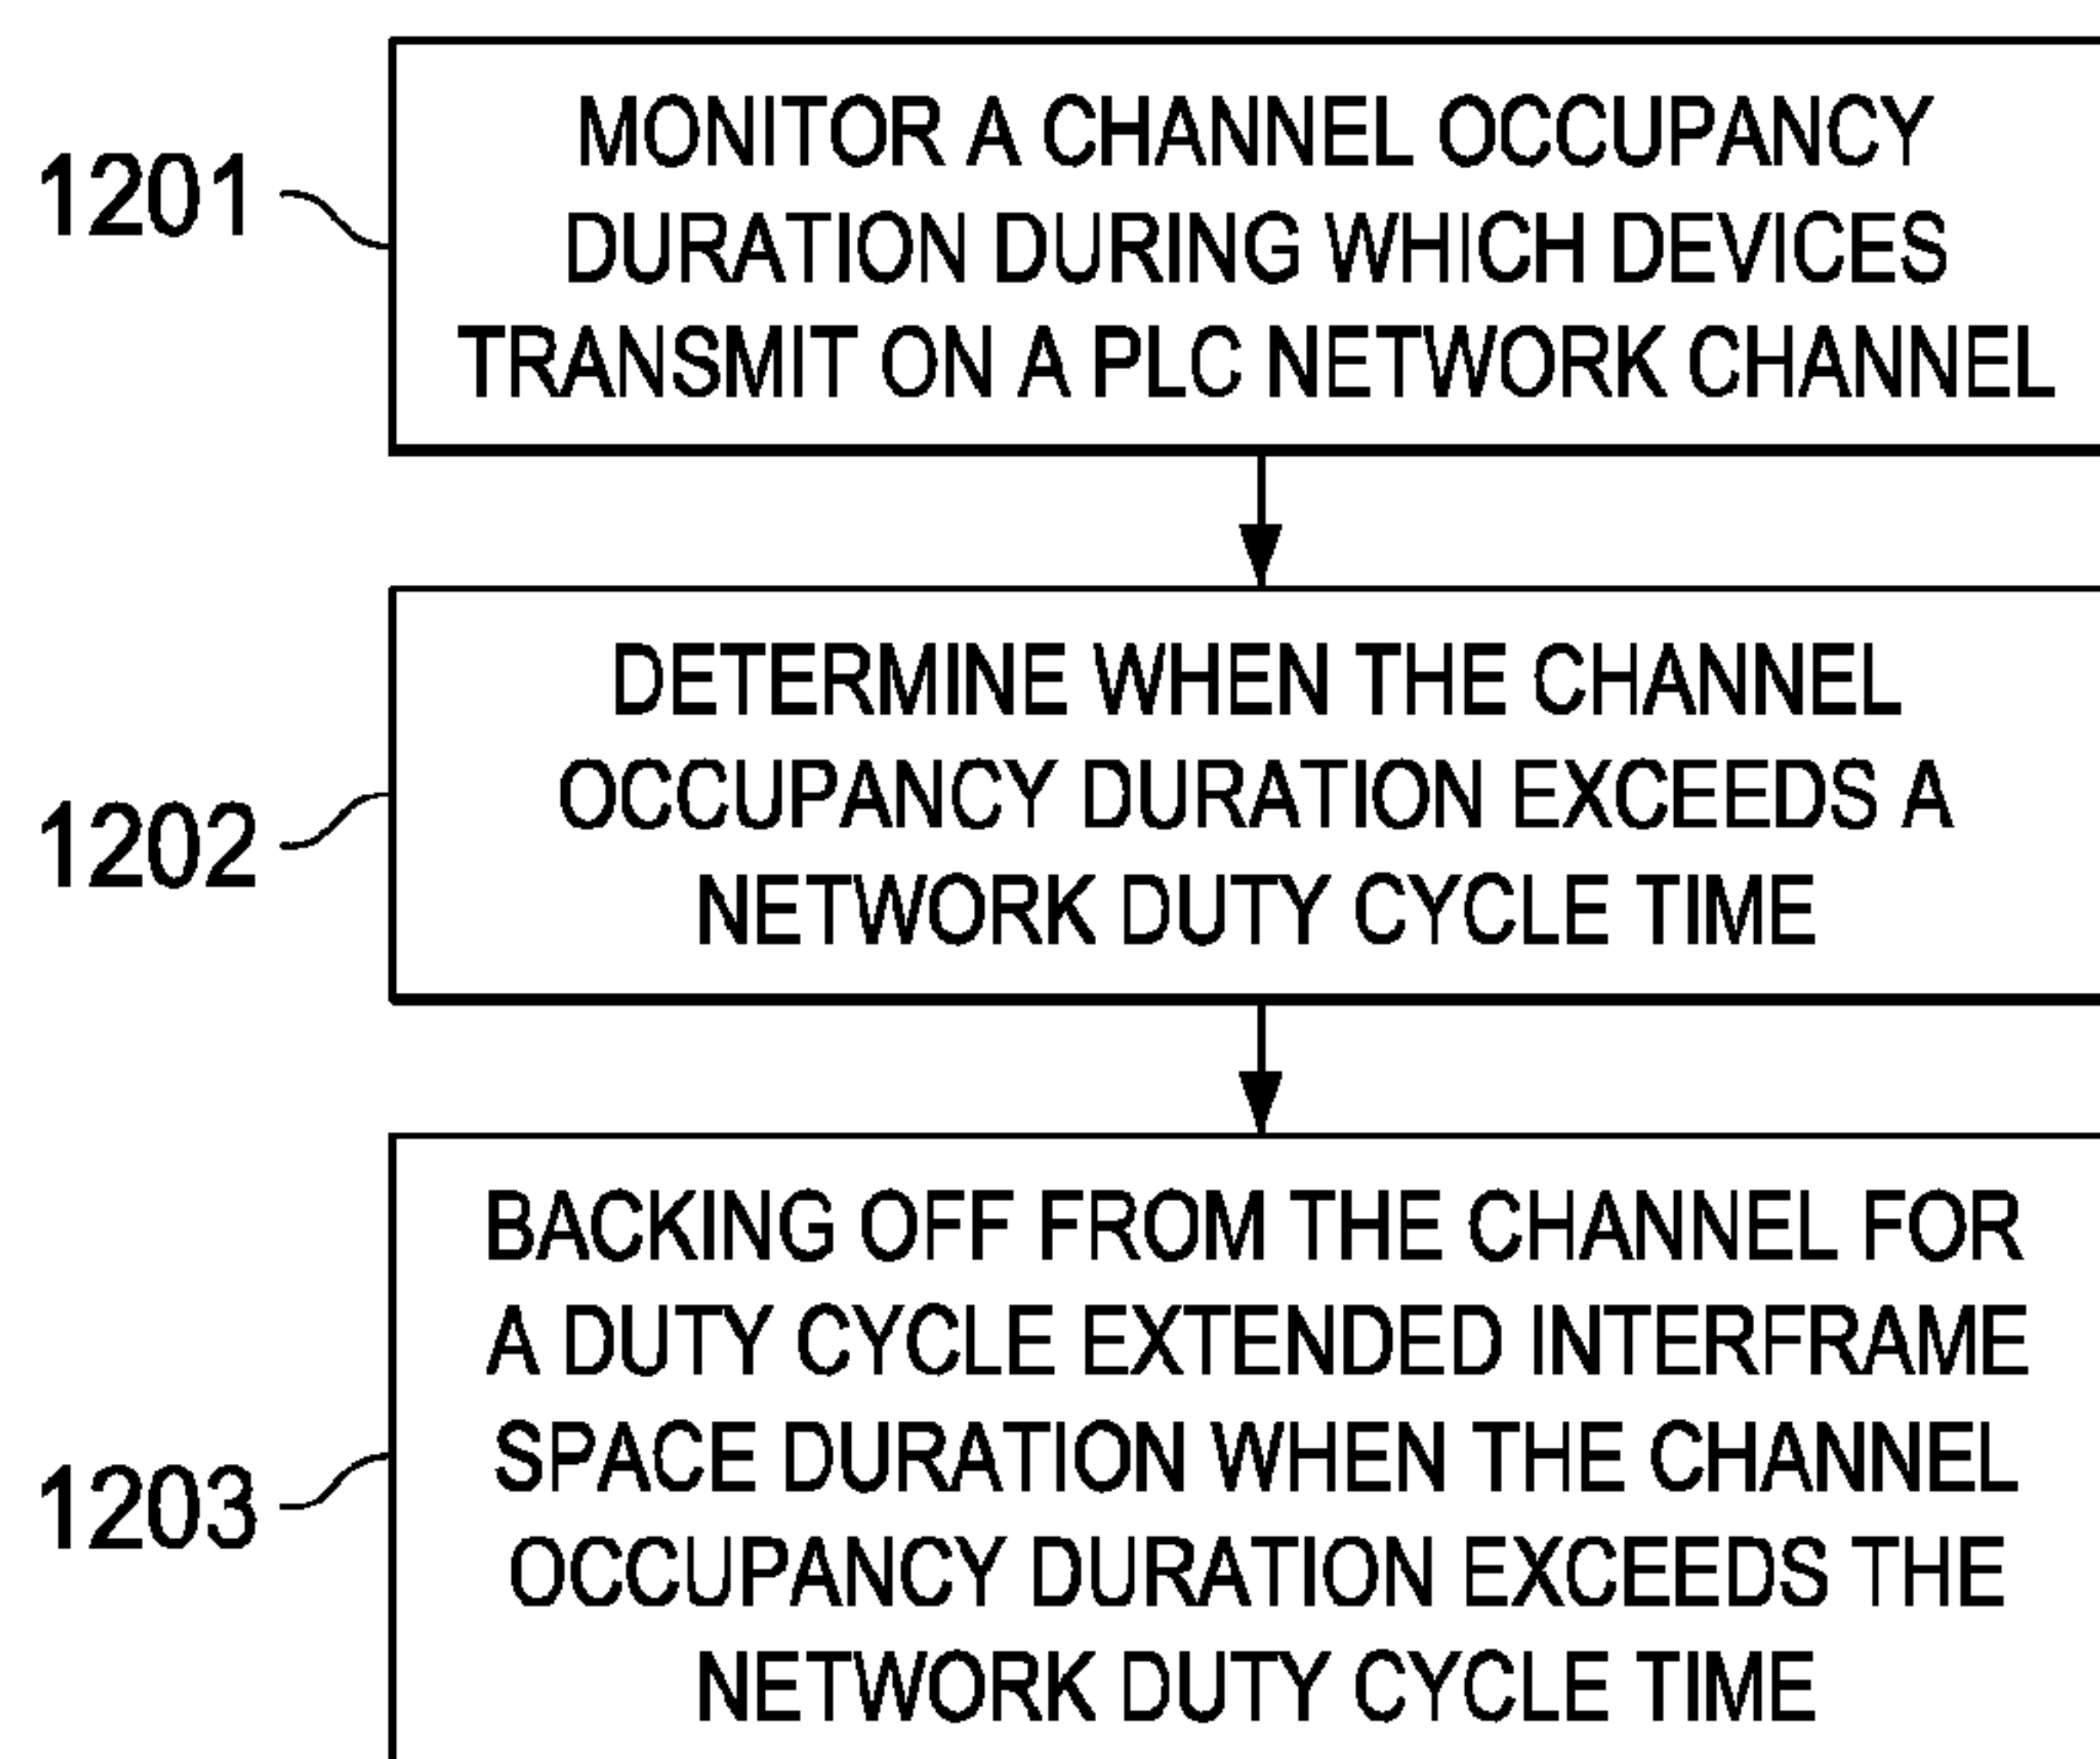 1201
MONITOR A CHANNEL OCCUPANCY
DURATION DURING WHICH DEVICES
TRANSMIT ON A PLC NETWORK CHANNEL
1202
DETERMINE WHEN THE CHANNEL
OCCUPANCY DURATION EXCEEDS A
NETWORK DUTY CYCLE TIME
1203
BACKING OFF FROM THE CHANNEL FOR
A DUTY CYCLE EXTENDED INTERFRAME
SPACE DURATION WHEN THE CHANNEL
OCCUPANCY DURATION EXCEEDS THE
NETWORK DUTY CYCLE TIME